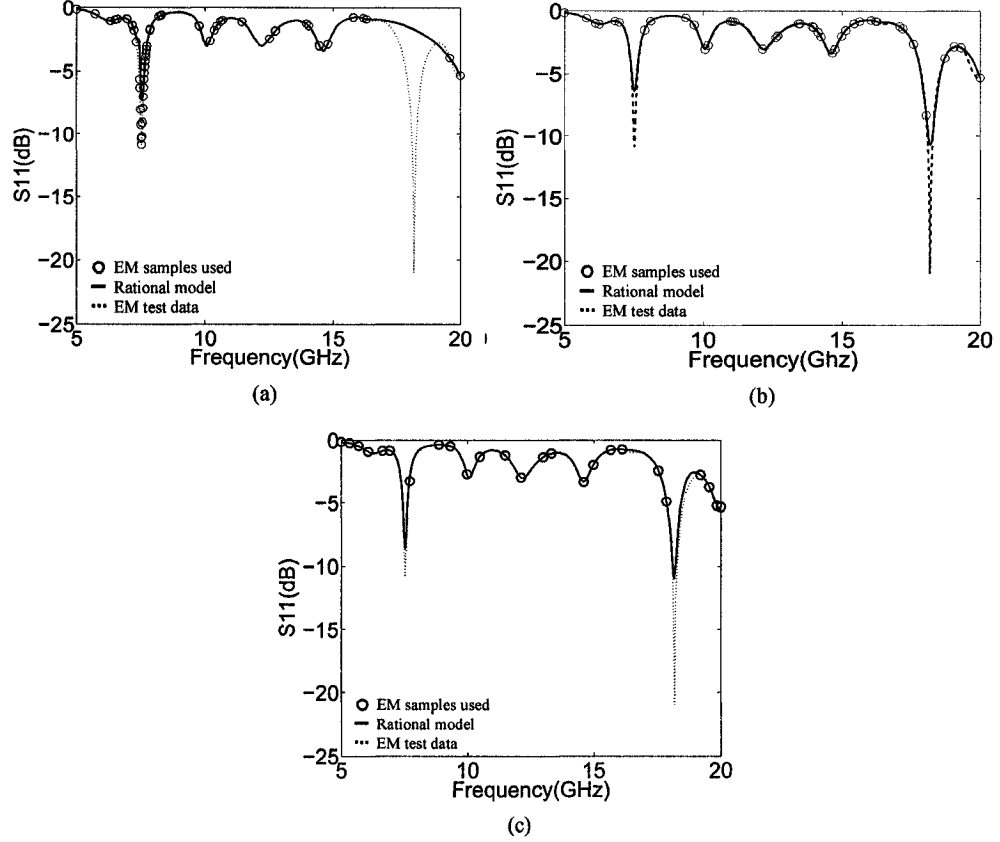 0
−5
−10
−15
−20
−25
S11(dB)
EM samples used
Rational model
EM test data
5
10
15
20
Frequency(GHz)
(a)
0
−5
−10
−15
−20
−25
S11(dB)
EM samples used
Rational model
EM test data
5
10
15
20
Frequency(Ghz)
(b)
0
−5
−10
−15
−20
−25
S11(dB)
EM samples used
Rational model
EM test data
5
10
15
20
Frequency(GHz)
(c)